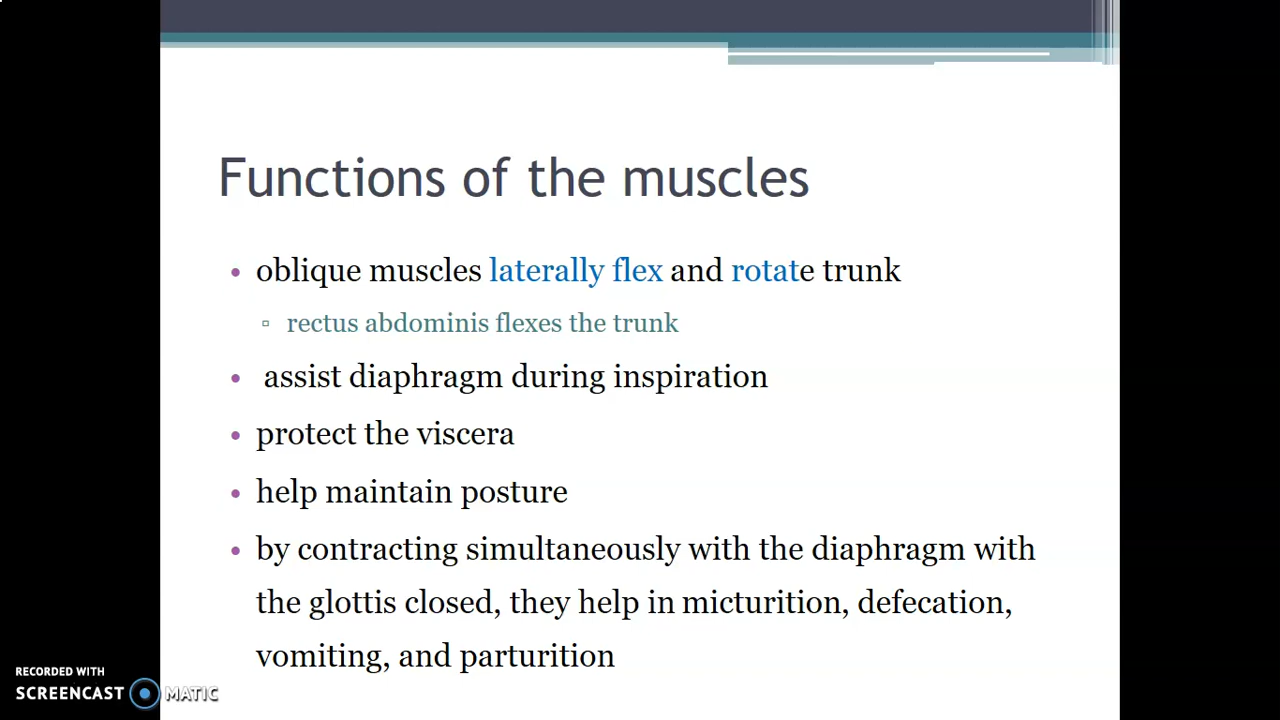 Functions of the muscles
• oblique muscles laterally flex and rotate trunk
▫ rectus abdominis flexes the trunk
• assist diaphragm during inspiration
• protect the viscera
• help maintain posture
• by contracting simultaneously with the diaphragm with
the glottis closed, they help in micturition, defecation,
vomiting, and parturition
RECORDED WITH
SCREENCAST MATIC